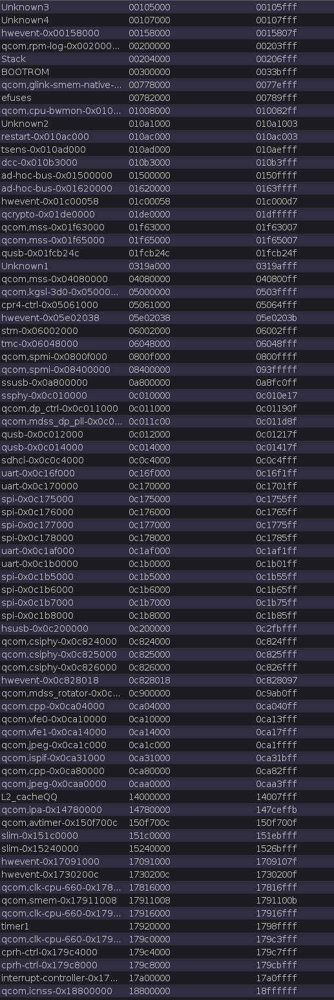 Unknown3 00105000 00105fff
Unknown4 00107000 00107fff
hwevent-0x00158000 00158000 0015807f
qcom,rpm-log-0x002000... 00200000 00203fff
Stack 00204000 00206fff
BOOTROM 00300000 0033bfff
qcom,glink-smem-native-... 00778000 0077efff
efuses 00782000 00789fff
qcom,cpu-bwmon-0x010... 01008000 010082ff
Unknown2 010a1000 010a1003
restart-0x010ac000 010ac000 010ac003
tsens-0x010ad000 010ad000 010aefff
dcc-0x010b3000 010b3000 010b3fff
ad-hoc-bus-0x01500000 01500000 0150ffff
ad-hoc-bus-0x01620000 01620000 0163ffff
hwevent-0x01c00058 01c00058 01c000d7
qcrypto-0x01de0000 01de0000 01dfffff
qcom,mss-0x01f63000 01f63000 01f63007
qcom,mss-0x01f65000 01f65000 01f65007
qusb-0x01fcb24c 01fcb24c 01fcb24f
Unknown1 0319a000 0319afff
qcom,mss-0x04080000 04080000 040800ff
qcom,kgsl-3d0-0x05000... 05000000 0503ffff
cpr4-ctrl-0x05061000 05061000 05064fff
hwevent-0x05e02038 05e02038 05e0203b
stm-0x06002000 06002000 06002fff
tmc-0x06048000 06048000 06048fff
qcom,spmi-0x0800f000 0800f000 0800ffff
qcom,spmi-0x08400000 08400000 093fffff
ssusb-0x0a800000 0a800000 0a8fc0ff
ssphy-0x0c010000 0c010000 0c010e17
qcom,dp_ctrl-0x0c011000 0c011000 0c01190f
qcom,mdss_dp_pll-0x0c0... 0c011c00 0c011d8f
qusb-0x0c012000 0c012000 0c01217f
qusb-0x0c014000 0c014000 0c01417f
sdhci-0x0c0c4000 0c0c4000 0c0c4fff
uart-0x0c16f000 0c16f000 0c16f1ff
uart-0x0c170000 0c170000 0c1701ff
spi-0x0c175000 0c175000 0c1755ff
spi-0x0c176000 0c176000 0c1765ff
spi-0x0c177000 0c177000 0c1775ff
spi-0x0c178000 0c178000 0c1785ff
uart-0x0c1af000 0c1af000 0c1af1ff
uart-0x0c1b0000 0c1b0000 0c1b01ff
spi-0x0c1b5000 0c1b5000 0c1b55ff
spi-0x0c1b6000 0c1b6000 0c1b65ff
spi-0x0c1b7000 0c1b7000 0c1b75ff
spi-0x0c1b8000 0c1b8000 0c1b85ff
hsusb-0x0c200000 0c200000 0c2fbfff
qcom,csiphy-0x0c824000 0c824000 0c824fff
qcom,csiphy-0x0c825000 0c825000 0c825fff
qcom,csiphy-0x0c826000 0c826000 0c826fff
hwevent-0x0c828018 0c828018 0c828097
qcom,mdss_rotator-0x0c... 0c900000 0c9ab0ff
qcom,cpp-0x0ca04000 0ca04000 0ca040ff
qcom,vfe0-0x0ca10000 0ca10000 0ca13fff
qcom,vfe1-0x0ca14000 0ca14000 0ca17fff
qcom,jpeg-0x0ca1c000 0ca1c000 0ca1ffff
qcom,ispif-0x0ca31000 0ca31000 0ca31bff
qcom,cpp-0x0ca80000 0ca80000 0ca82fff
qcom,jpeg-0x0caa0000 0caa0000 0caa3fff
L2_cacheQQ 14000000 14007fff
qcom,ipa-0x14780000 14780000 147ceffb
qcom,avtimer-0x150f700c 150f700c 150f700f
slim-0x151c0000 151c0000 151ebfff
slim-0x15240000 15240000 1526bfff
hwevent-0x17091000 17091000 1709107f
hwevent-0x1730200c 1730200c 1730200f
qcom,clk-cpu-660-0x178... 17816000 17816fff
qcom,smem-0x17911008 17911008 1791100b
qcom,clk-cpu-660-0x179... 17916000 17916fff
timer1 17920000 1798ffff
qcom,clk-cpu-660-0x179... 179c0000 179c3fff
cprh-ctrl-0x179c4000 179c4000 179c7fff
cprh-ctrl-0x179c8000 179c8000 179cbfff
interrupt-controller-0x17... 17a00000 17a0ffff
qcom,icnss-0x18800000 18800000 18ffffff